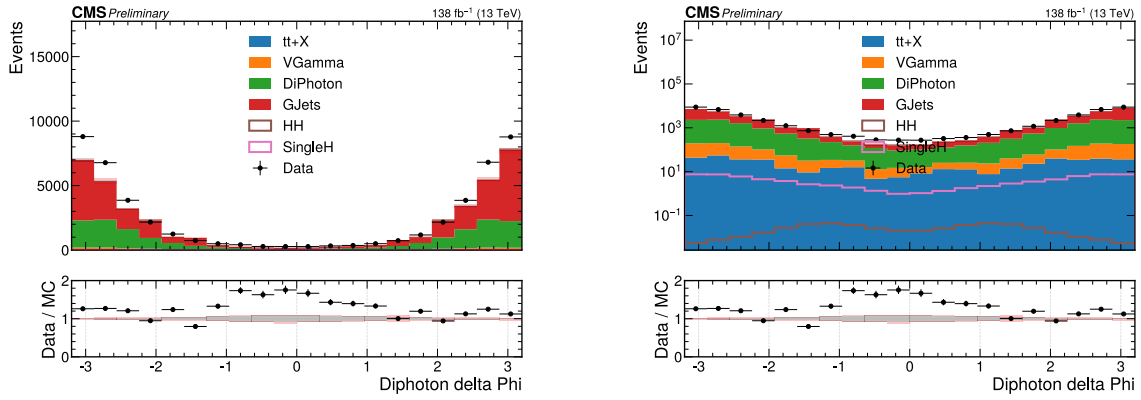 CMS Preliminary 138 fb⁻¹ (13 TeV)
Events
15000
10000
5000
0
tt+X
VGamma
DiPhoton
GJets
HH
SingleH
Data
Data / MC
2
1
0
-3 -2 -1 0 1 2 3
Diphoton delta Phi
CMS Preliminary 138 fb⁻¹ (13 TeV)
Events
10⁷
10⁵
10³
10¹
10⁻¹
tt+X
VGamma
DiPhoton
GJets
HH
SingleH
Data
Data / MC
2
1
0
-3 -2 -1 0 1 2 3
Diphoton delta Phi